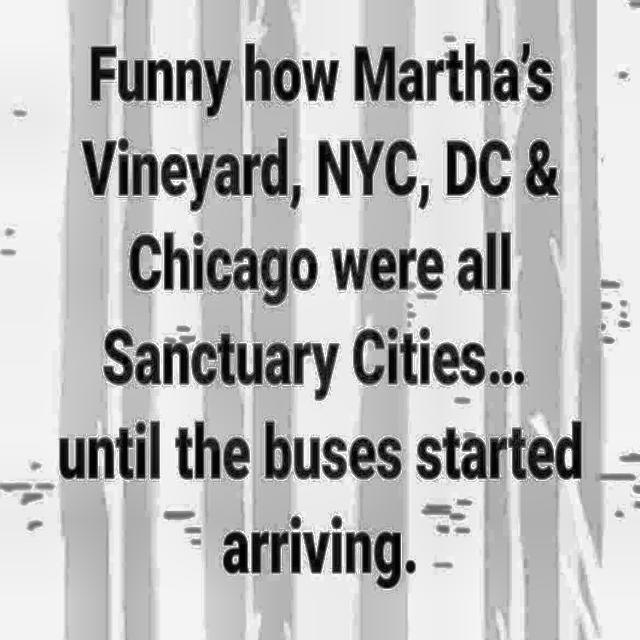 Funny how Martha’s
Vineyard, NYC, DC &
Chicago were all
Sanctuary Cities...
until the buses started
arriving.